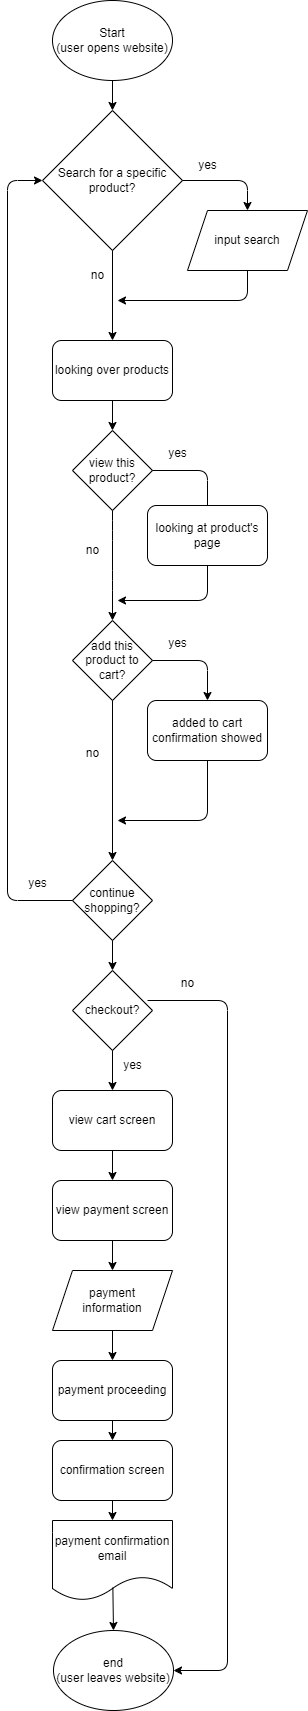 Start
(user opens website)
Search for a specific
product?
yes
input search
no
looking over products
view this
product?
yes
looking at product's
page
no
add this
product to
cart?
yes
added to cart
confirmation showed
no
continue
shopping?
yes
checkout?
no
yes
view cart screen
view payment screen
payment
information
payment proceeding
confirmation screen
payment confirmation
email
end
(user leaves website)